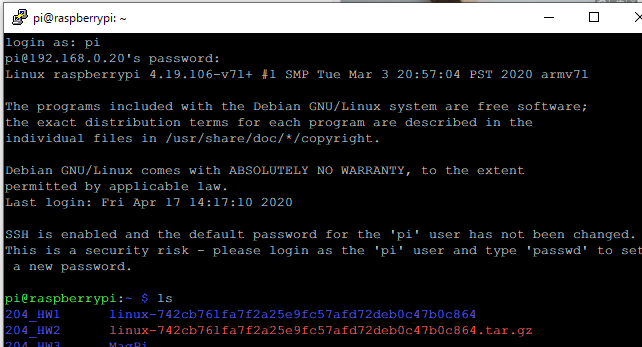 pi@raspberrypi: ~
login as: pi
pi@192.168.0.20's password:
Linux raspberrypi 4.19.106-v7l+ #1 SMP Tue Mar 3 20:57:04 PST 2020 armv7l
The programs included with the Debian GNU/Linux system are free software;
the exact distribution terms for each program are described in the
individual files in /usr/share/doc/*/copyright.
Debian GNU/Linux comes with ABSOLUTELY NO WARRANTY, to the extent
permitted by applicable law.
Last login: Fri Apr 17 14:17:10 2020
SSH is enabled and the default password for the 'pi' user has not been changed.
This is a security risk - please login as the 'pi' user and type 'passwd' to set
a new password.
pi@raspberrypi:~ $ ls
204_HW1 linux-742cb761fa7f2a25e9fc57afd72deb0c47b0c864
204_HW2 linux-742cb761fa7f2a25e9fc57afd72deb0c47b0c864.tar.gz
204_HW3 MagPi